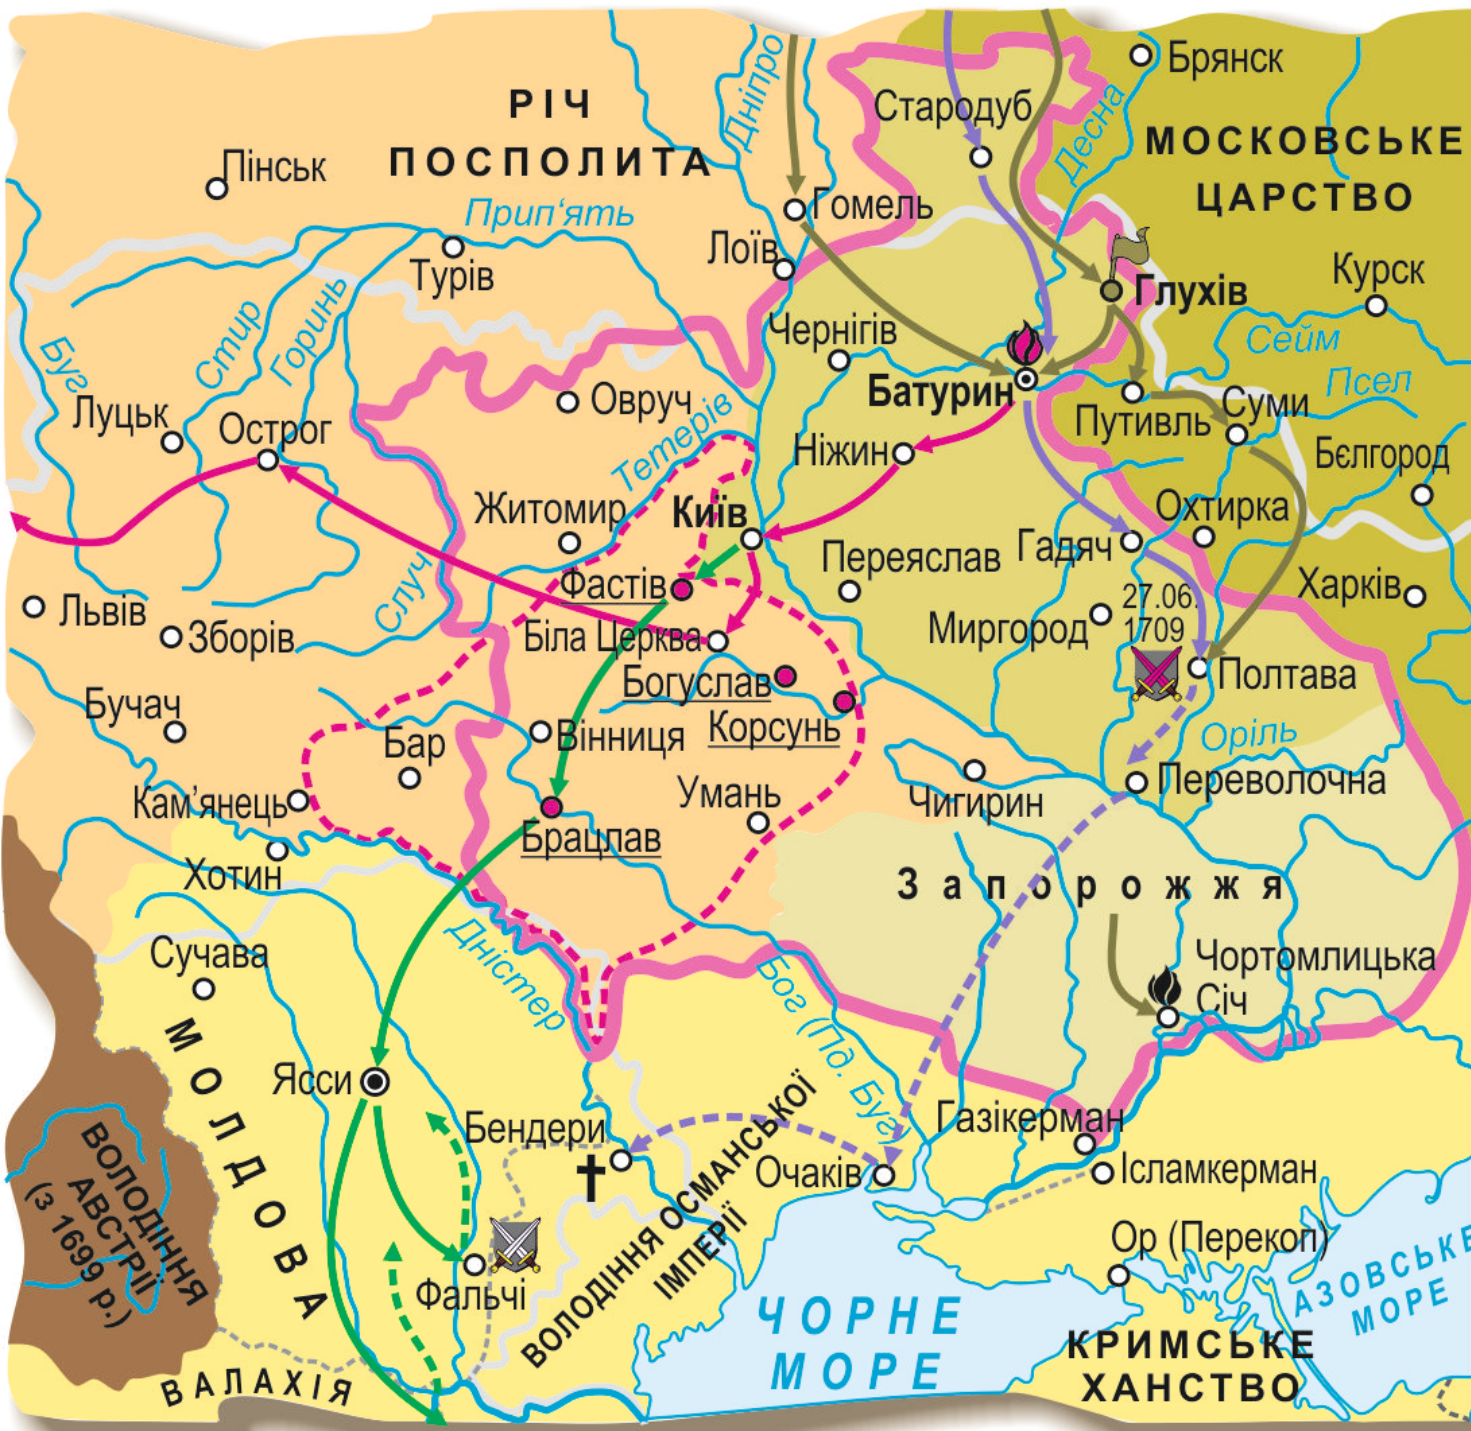 РІЧ
ПОСПОЛИТА
МОСКОВСЬКЕ
ЦАРСТВО
Брянск
Стародуб
Дніпро
Десна
Пінськ
Прип‘ять
Гомель
Лоїв
Турів
Глухів
Курск
Сейм
Псел
Чернігів
Батурин
Путивль
Суми
Бєлгород
Буг
Стир
Горинь
Луцьк
Острог
Овруч
Тетерів
Ніжин
Житомир
Київ
Охтирка
Гадяч
Переяслав
Фастів
Харків
Случ
Львів
Зборів
Біла Церква
Миргород
27.06.
1709
Полтава
Богуслав
Корсунь
Бучач
Бар
Вінниця
Оріль
Кам’янець
Умань
Чигирин
Переволочна
Брацлав
Хотин
Запорожжя
Сучава
Дністер
Бог (Пд. Буг)
Чортомлицька
Січ
МОЛДОВА
Ясси
Бендери
Газікерман
Очаків
Ісламкерман
ВОЛОДІННЯ
АВСТРІЇ
(з 1699 р.)
ВОЛОДІННЯ ОСМАНСЬКОЇ
ІМПЕРІЇ
Ор (Перекоп)
Фальчі
АЗОВСЬКЕ
МОРЕ
ЧОРНЕ
МОРЕ
КРИМСЬКЕ
ХАНСТВО
ВАЛАХІЯ